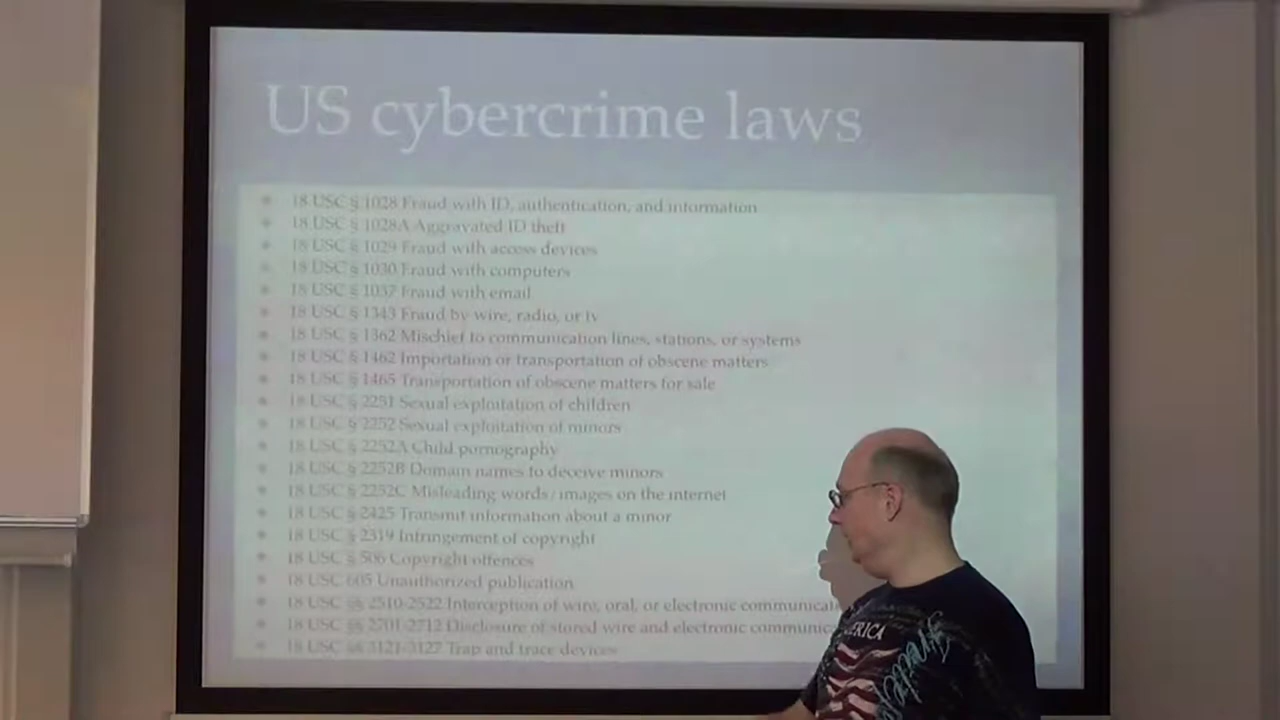 US cybercrime laws
18 USC § 1028 Fraud with ID, authentication, and information
18 USC § 1028A Aggravated ID theft
18 USC § 1029 Fraud with access devices
18 USC § 1030 Fraud with computers
18 USC § 1037 Fraud with email
18 USC § 1343 Fraud by wire, radio, or tv
18 USC § 1362 Mischief to communication lines, stations, or systems
18 USC § 1462 Importation or transportation of obscene matters
18 USC § 1465 Transportation of obscene matters for sale
18 USC § 2251 Sexual exploitation of children
18 USC § 2252 Sexual exploitation of minors
18 USC § 2252A Child pornography
18 USC § 2252B Domain names to deceive minors
18 USC § 2252C Misleading words/images on the internet
18 USC § 2425 Transmit information about a minor
18 USC § 2319 Infringement of copyright
18 USC § 506 Copyright offences
18 USC 605 Unauthorized publication
18 USC §§ 2510-2522 Interception of wire, oral, or electronic communicat
18 USC §§ 2701-2712 Disclosure of stored wire and electronic communica
18 USC §§ 3121-3127 Trap and trace devices
ERICA